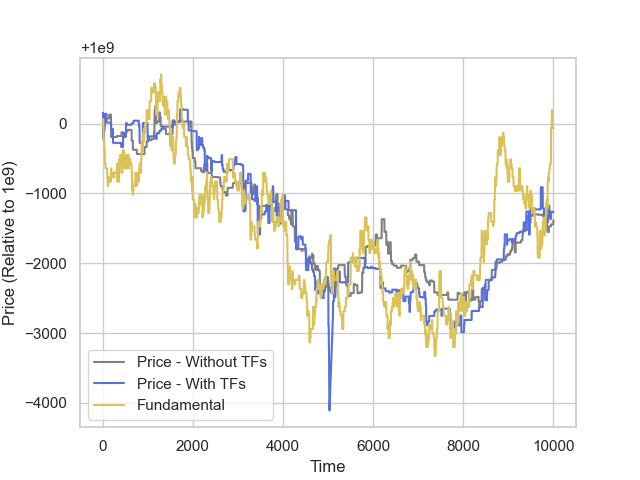 +1e9
0
−1000
−2000
−3000
−4000
Price (Relative to 1e9)
Price - Without TFs
Price - With TFs
Fundamental
0 2000 4000 6000 8000 10000
Time